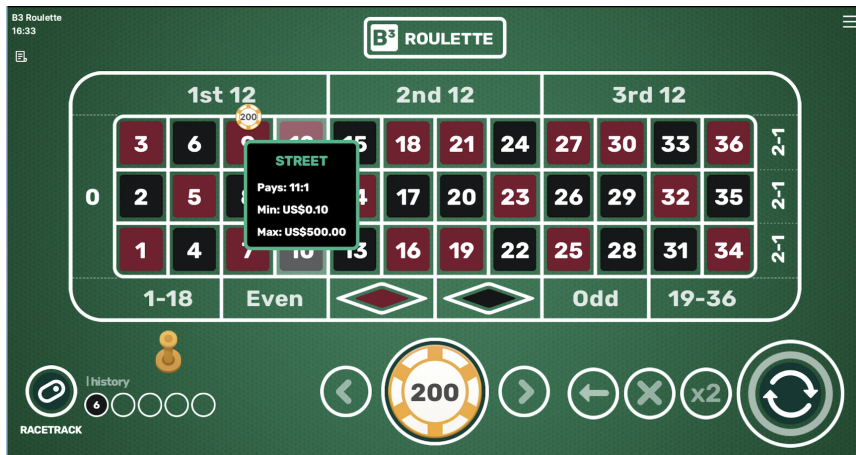 B3 Roulette
16:33
B³ ROULETTE
1st 12
2nd 12
3rd 12
200
3 6 9 18 21 24 27 30 33 36 2-1
STREET
Pays: 11:1
Min: US$0.10
Max: US$500.00
0 2 5 17 20 23 26 29 32 35 2-1
1 4 7 10 13 16 19 22 25 28 31 34 2-1
1-18
Even
Odd
19-36
history
6
RACETRACK
200
x2